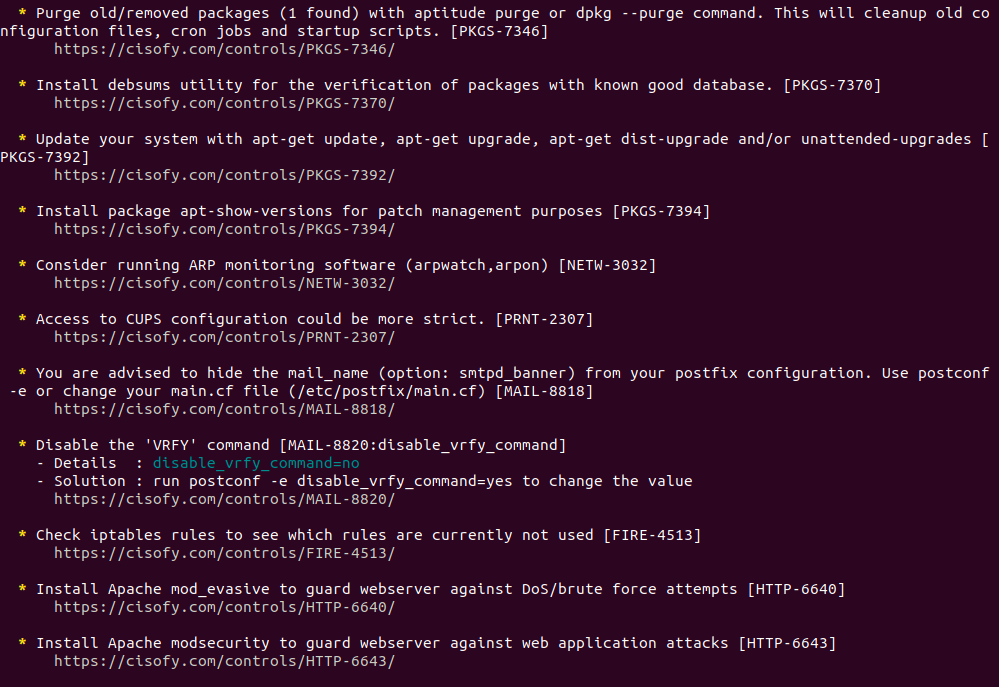 * Purge old/removed packages (1 found) with aptitude purge or dpkg --purge command. This will cleanup old co
nfiguration files, cron jobs and startup scripts. [PKGS-7346]
https://cisofy.com/controls/PKGS-7346/
* Install debsums utility for the verification of packages with known good database. [PKGS-7370]
https://cisofy.com/controls/PKGS-7370/
* Update your system with apt-get update, apt-get upgrade, apt-get dist-upgrade and/or unattended-upgrades [
PKGS-7392]
https://cisofy.com/controls/PKGS-7392/
* Install package apt-show-versions for patch management purposes [PKGS-7394]
https://cisofy.com/controls/PKGS-7394/
* Consider running ARP monitoring software (arpwatch,arpon) [NETW-3032]
https://cisofy.com/controls/NETW-3032/
* Access to CUPS configuration could be more strict. [PRNT-2307]
https://cisofy.com/controls/PRNT-2307/
* You are advised to hide the mail_name (option: smtpd_banner) from your postfix configuration. Use postconf
-e or change your main.cf file (/etc/postfix/main.cf) [MAIL-8818]
https://cisofy.com/controls/MAIL-8818/
* Disable the 'VRFY' command [MAIL-8820:disable_vrfy_command]
- Details  : disable_vrfy_command=no
- Solution : run postconf -e disable_vrfy_command=yes to change the value
https://cisofy.com/controls/MAIL-8820/
* Check iptables rules to see which rules are currently not used [FIRE-4513]
https://cisofy.com/controls/FIRE-4513/
* Install Apache mod_evasive to guard webserver against DoS/brute force attempts [HTTP-6640]
https://cisofy.com/controls/HTTP-6640/
* Install Apache modsecurity to guard webserver against web application attacks [HTTP-6643]
https://cisofy.com/controls/HTTP-6643/